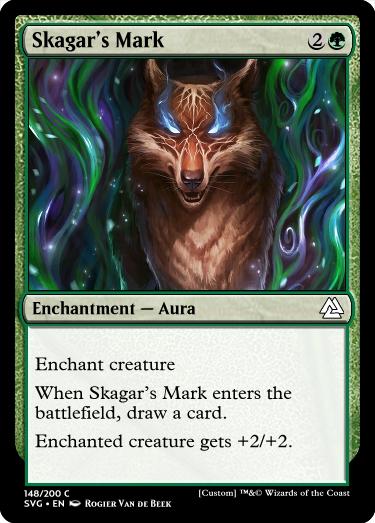 Skagar's Mark 2
Enchantment — Aura
Enchant creature
When Skagar's Mark enters the
battlefield, draw a card.
Enchanted creature gets +2/+2.
148/200 C
SVG • EN Rogier Van de Beek
[Custom] ™&© Wizards of the Coast